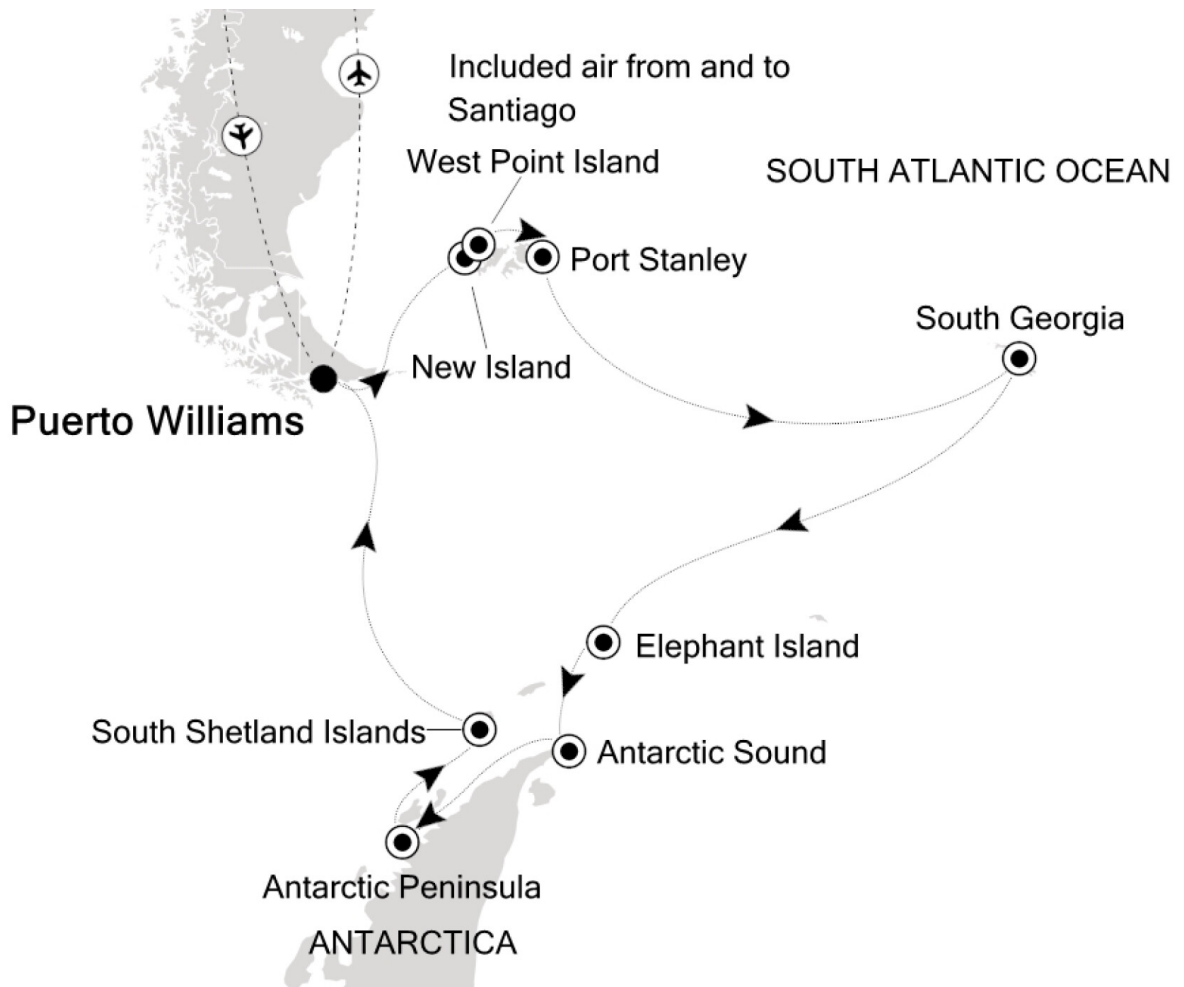 Included air from and to
Santiago
West Point Island
SOUTH ATLANTIC OCEAN
Port Stanley
South Georgia
New Island
Puerto Williams
Elephant Island
South Shetland Islands
Antarctic Sound
Antarctic Peninsula
ANTARCTICA